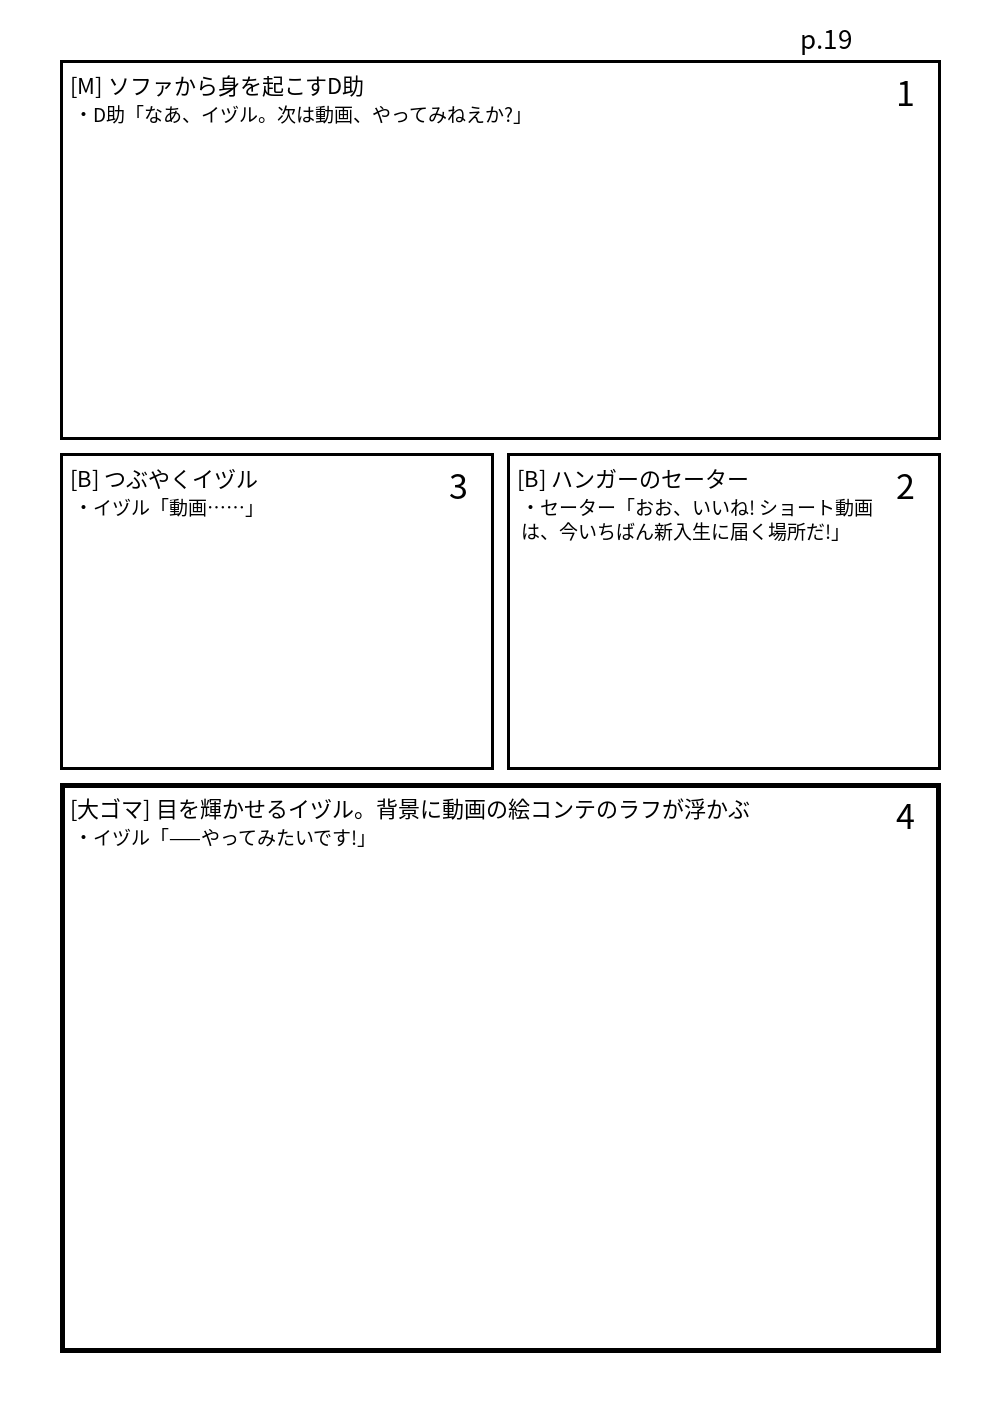 p.19
1
[M] ソファから身を起こすD助
・D助「なあ、イヅル。次は動画、やってみねえか?」
2
[B] ハンガーのセーター
・セーター「おお、いいね! ショート動画
は、今いちばん新入生に届く場所だ!」
3
[B] つぶやくイヅル
・イヅル「動画……」
4
[大ゴマ] 目を輝かせるイヅル。背景に動画の絵コンテのラフが浮かぶ
・イヅル「——やってみたいです!」